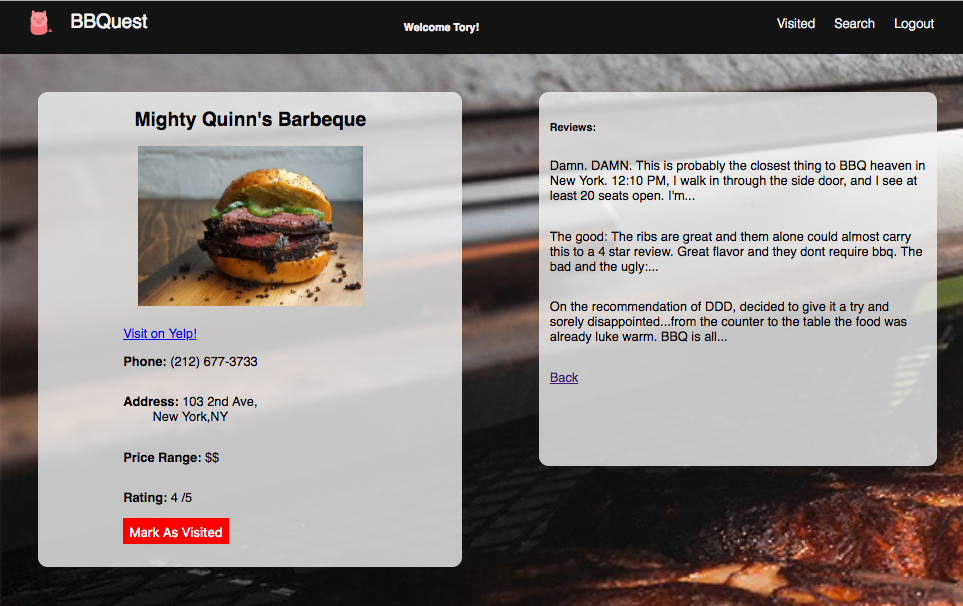 BBQuest
Welcome Tory!
Visited
Search
Logout
Mighty Quinn's Barbeque
Visit on Yelp!
Phone: (212) 677-3733
Address: 103 2nd Ave,
New York,NY
Price Range: $$
Rating: 4 /5
Mark As Visited
Reviews:
Damn. DAMN. This is probably the closest thing to BBQ heaven in
New York. 12:10 PM, I walk in through the side door, and I see at
least 20 seats open. I'm...
The good: The ribs are great and them alone could almost carry
this to a 4 star review. Great flavor and they dont require bbq. The
bad and the ugly:...
On the recommendation of DDD, decided to give it a try and
sorely disappointed...from the counter to the table the food was
already luke warm. BBQ is all...
Back